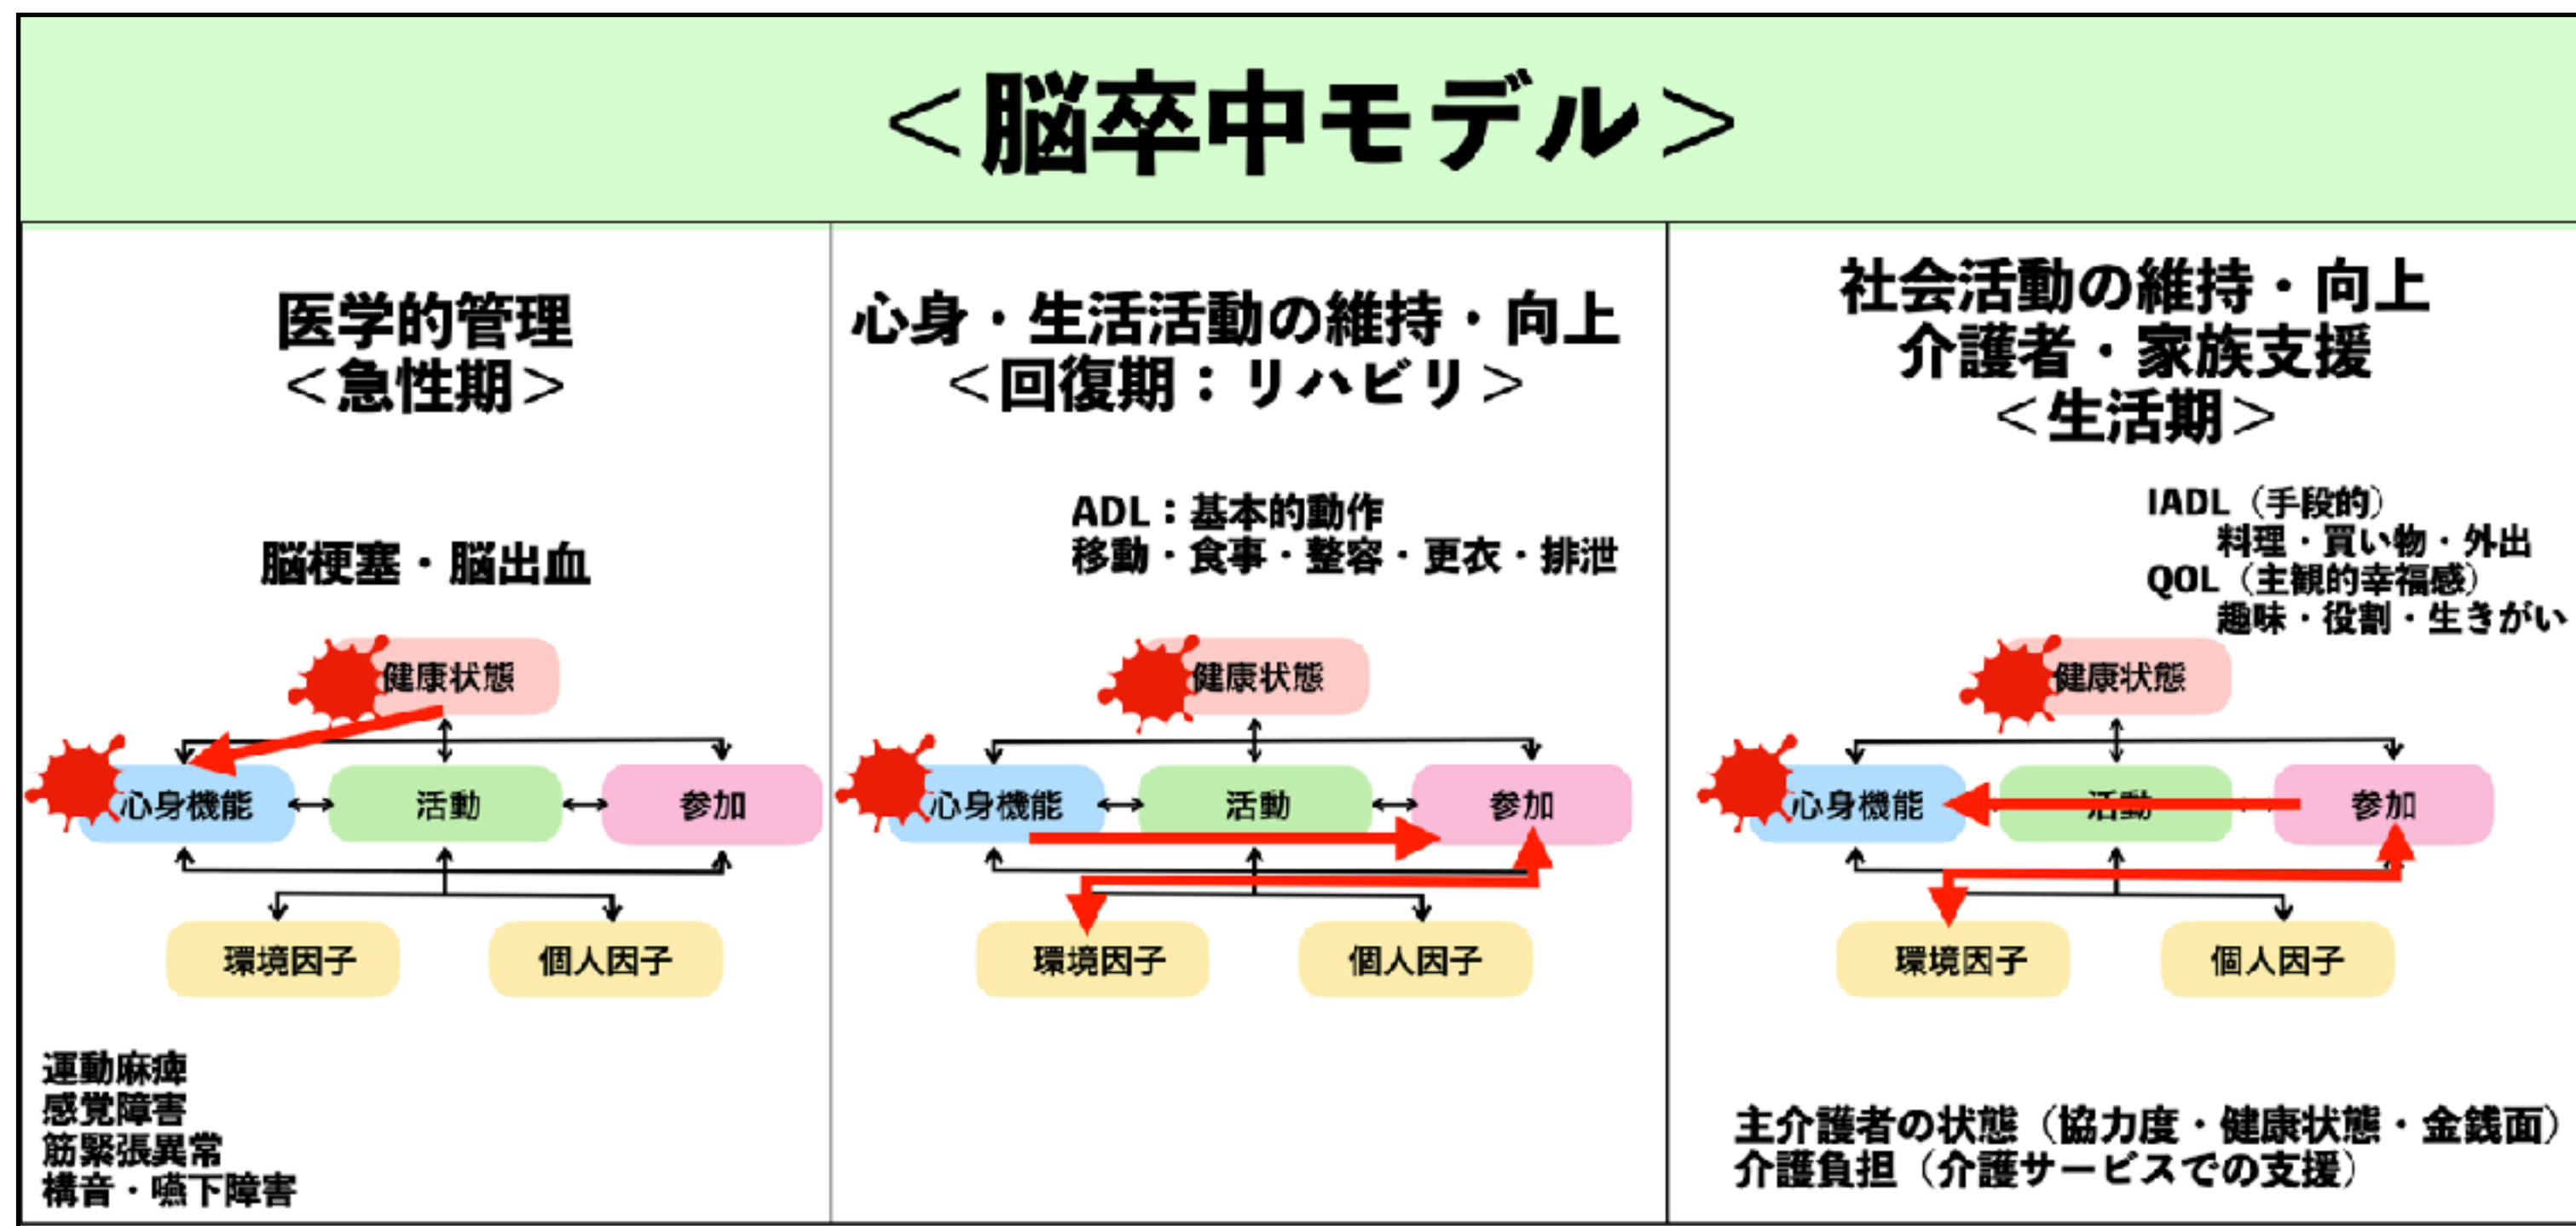 ＜脳卒中モデル＞
医学的管理
＜急性期＞
脳梗塞・脳出血
健康状態
心身機能
活動
参加
環境因子
個人因子
運動麻痺
感覚障害
筋緊張異常
構音・嚥下障害
心身・生活活動の維持・向上
＜回復期：リハビリ＞
ADL：基本的動作
移動・食事・整容・更衣・排泄
健康状態
心身機能
活動
参加
環境因子
個人因子
社会活動の維持・向上
介護者・家族支援
＜生活期＞
IADL（手段的）
料理・買い物・外出
QOL（主観的幸福感）
趣味・役割・生きがい
健康状態
心身機能
活動
参加
環境因子
個人因子
主介護者の状態（協力度・健康状態・金銭面）
介護負担（介護サービスでの支援）